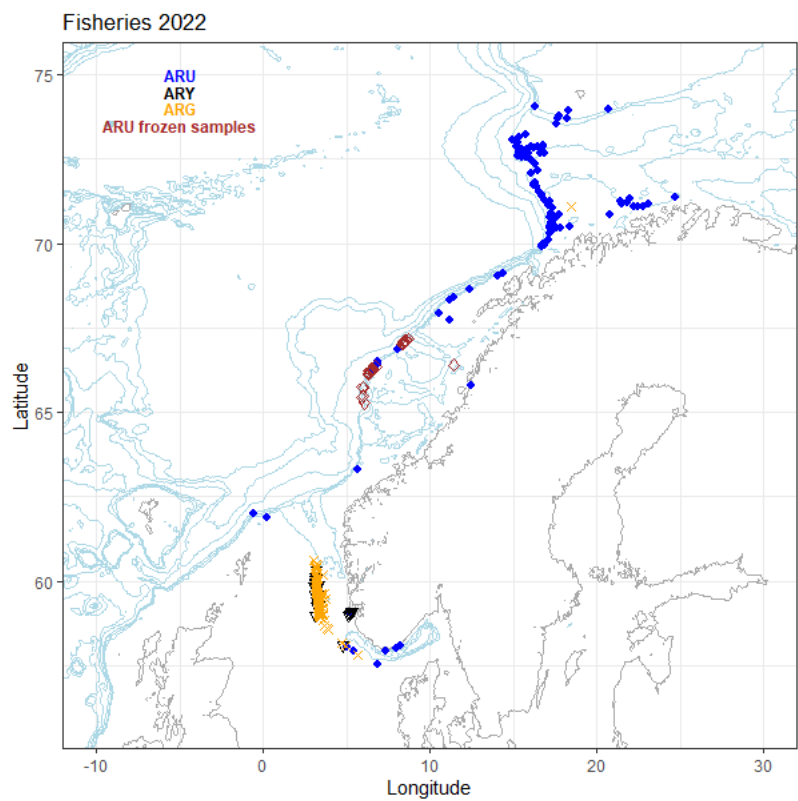 Fisheries 2022
ARU
ARY
ARG
ARU frozen samples
75
70
65
60
Latitude
-10
0
10
20
30
Longitude